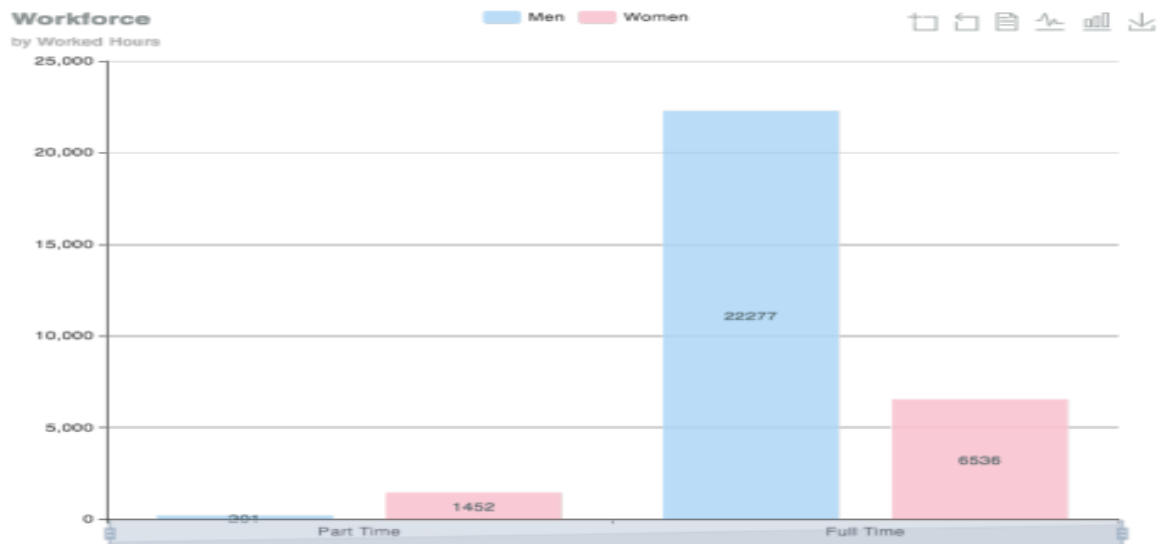 Workforce
by Worked Hours
Men Women
25,000
20,000
15,000
10,000
5,000
0
22277
6536
1452
Part Time Full Time